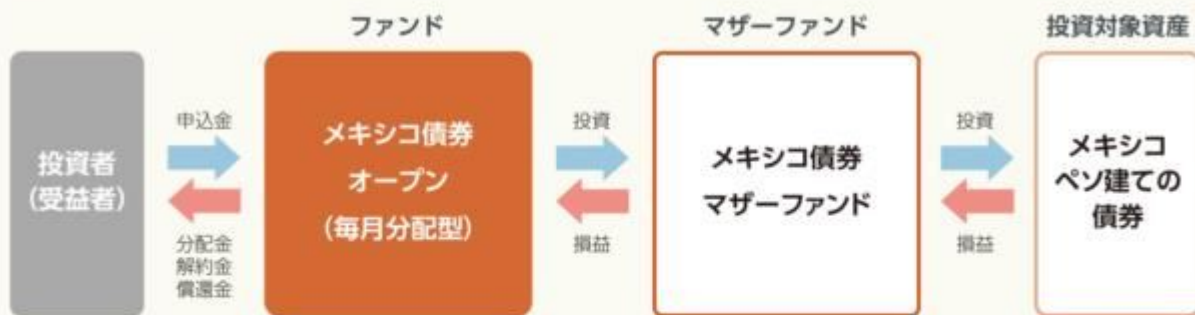 ファンド
マザーファンド
投資対象資産
投資者
(受益者)
申込金
分配金
解約金
償還金
メキシコ債券
オープン
(毎月分配型)
投資
損益
メキシコ債券
マザーファンド
投資
損益
メキシコ
ペソ建ての
債券